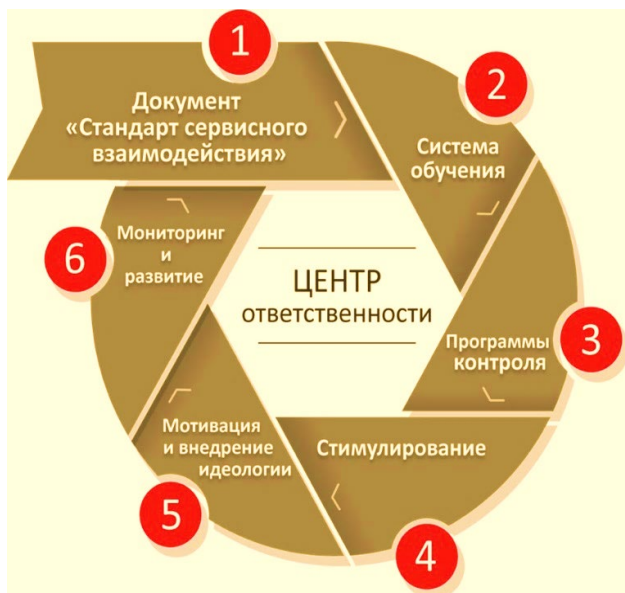 1
Документ
«Стандарт сервисного
взаимодействия»
2
Система
обучения
3
Программы
контроля
4
Стимулирование
5
Мотивация
и внедрение
идеологии
6
Мониторинг
и
развитие
ЦЕНТР
ответственности